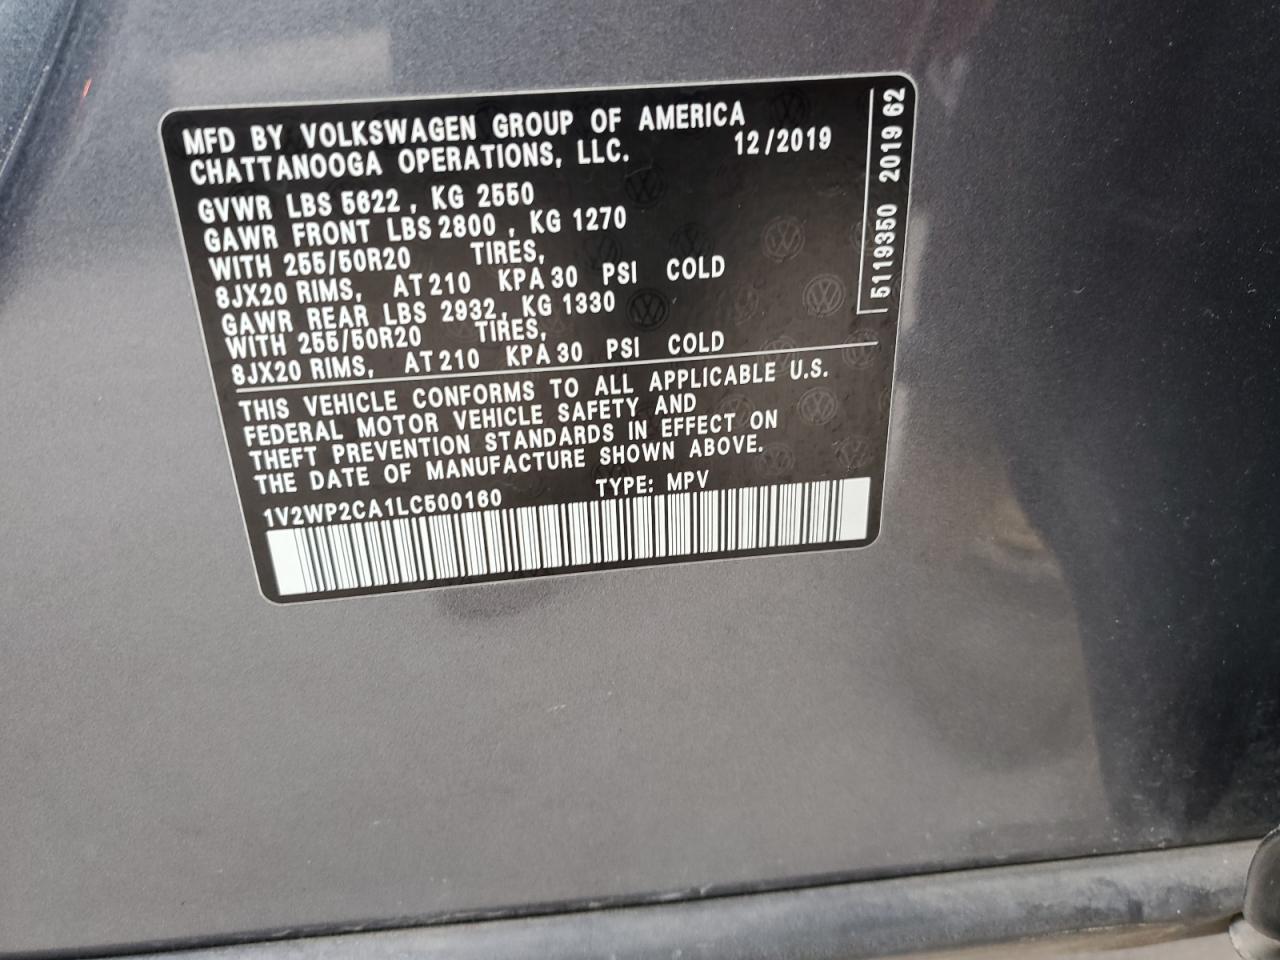 MFD BY VOLKSWAGEN GROUP OF AMERICA
CHATTANOOGA OPERATIONS, LLC. 12/2019
GVWR LBS 5622, KG 2550
GAWR FRONT LBS 2800, KG 1270
WITH 255/50R20 TIRES,
8JX20 RIMS, AT 210 KPA 30 PSI COLD
GAWR REAR LBS 2932, KG 1330
WITH 255/50R20 TIRES,
8JX20 RIMS, AT 210 KPA 30 PSI COLD
THIS VEHICLE CONFORMS TO ALL APPLICABLE U.S.
FEDERAL MOTOR VEHICLE SAFETY AND
THEFT PREVENTION STANDARDS IN EFFECT ON
THE DATE OF MANUFACTURE SHOWN ABOVE.
1V2WP2CA1LC500160 TYPE: MPV
5119350 2019 62